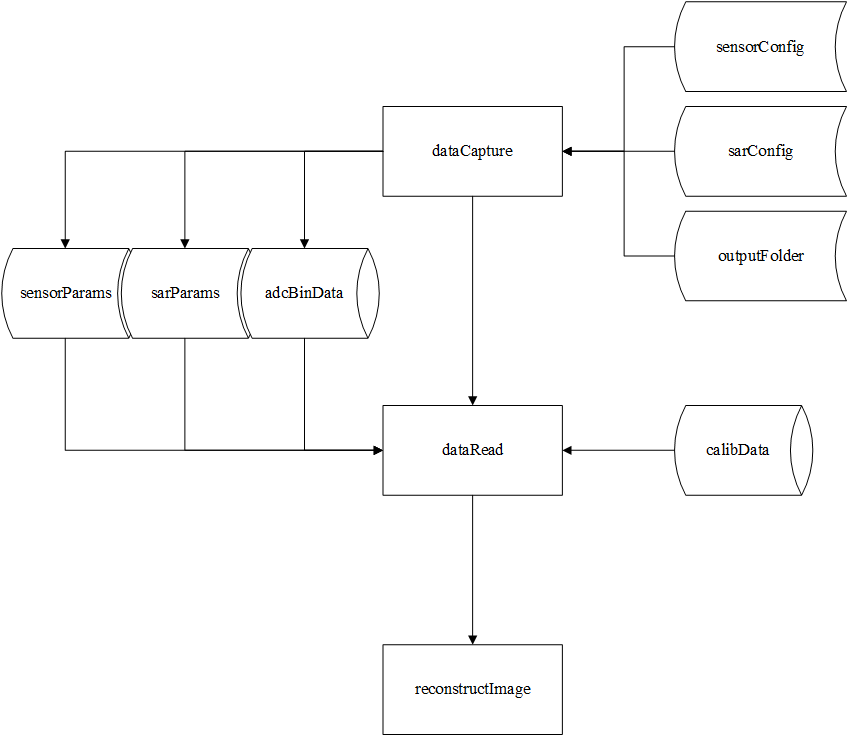 sensorConfig
dataCapture
sarConfig
outputFolder
sensorParams
sarParams
adcBinData
dataRead
calibData
reconstructImage